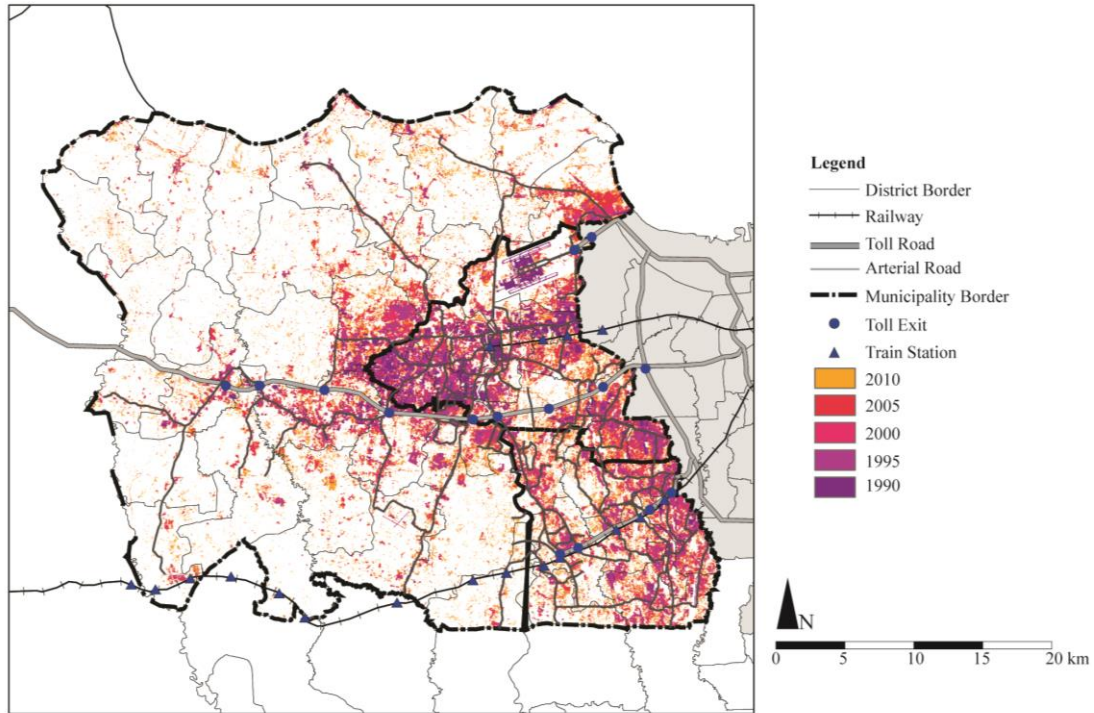 Legend
District Border
Railway
Toll Road
Arterial Road
Municipality Border
Toll Exit
Train Station
2010
2005
2000
1995
1990
N
0 5 10 15 20 km